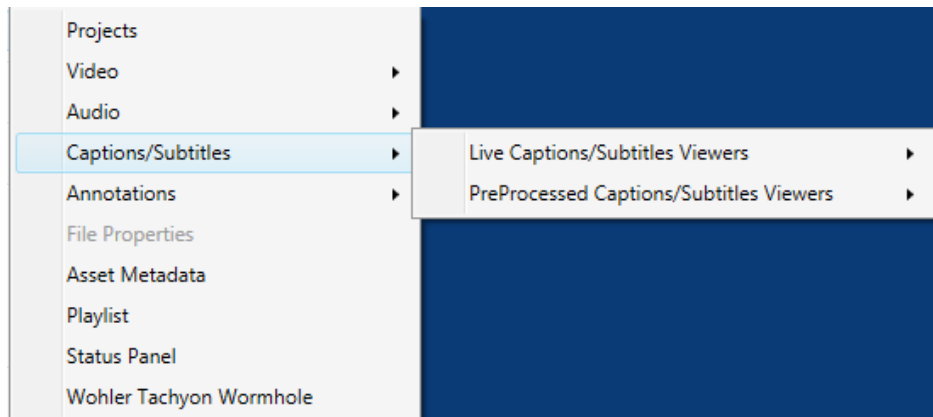 Projects
Video
Audio
Captions/Subtitles
Live Captions/Subtitles Viewers
Annotations
PreProcessed Captions/Subtitles Viewers
File Properties
Asset Metadata
Playlist
Status Panel
Wohler Tachyon Wormhole